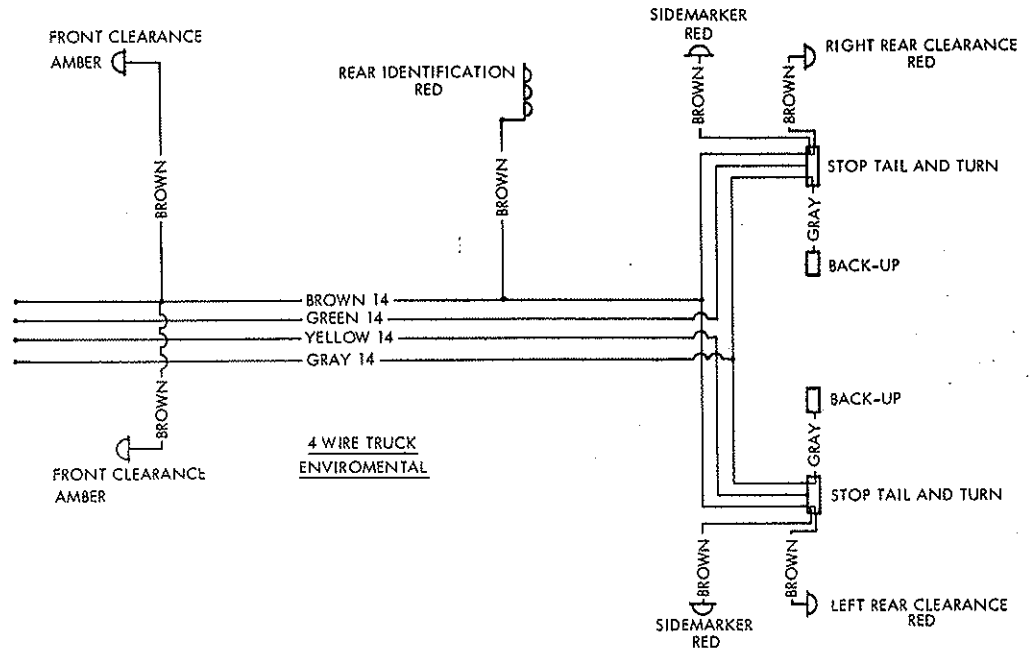 FRONT CLEARANCE
AMBER
BROWN
REAR IDENTIFICATION
RED
BROWN
SIDEMARKER
RED
BROWN
BROWN
RIGHT REAR CLEARANCE
RED
STOP TAIL AND TURN
GRAY
BACK-UP
BROWN 14
GREEN 14
YELLOW 14
GRAY 14
BROWN
FRONT CLEARANCE
AMBER
4 WIRE TRUCK
ENVIROMENTAL
BACK-UP
GRAY
STOP TAIL AND TURN
BROWN
BROWN
SIDEMARKER
RED
LEFT REAR CLEARANCE
RED